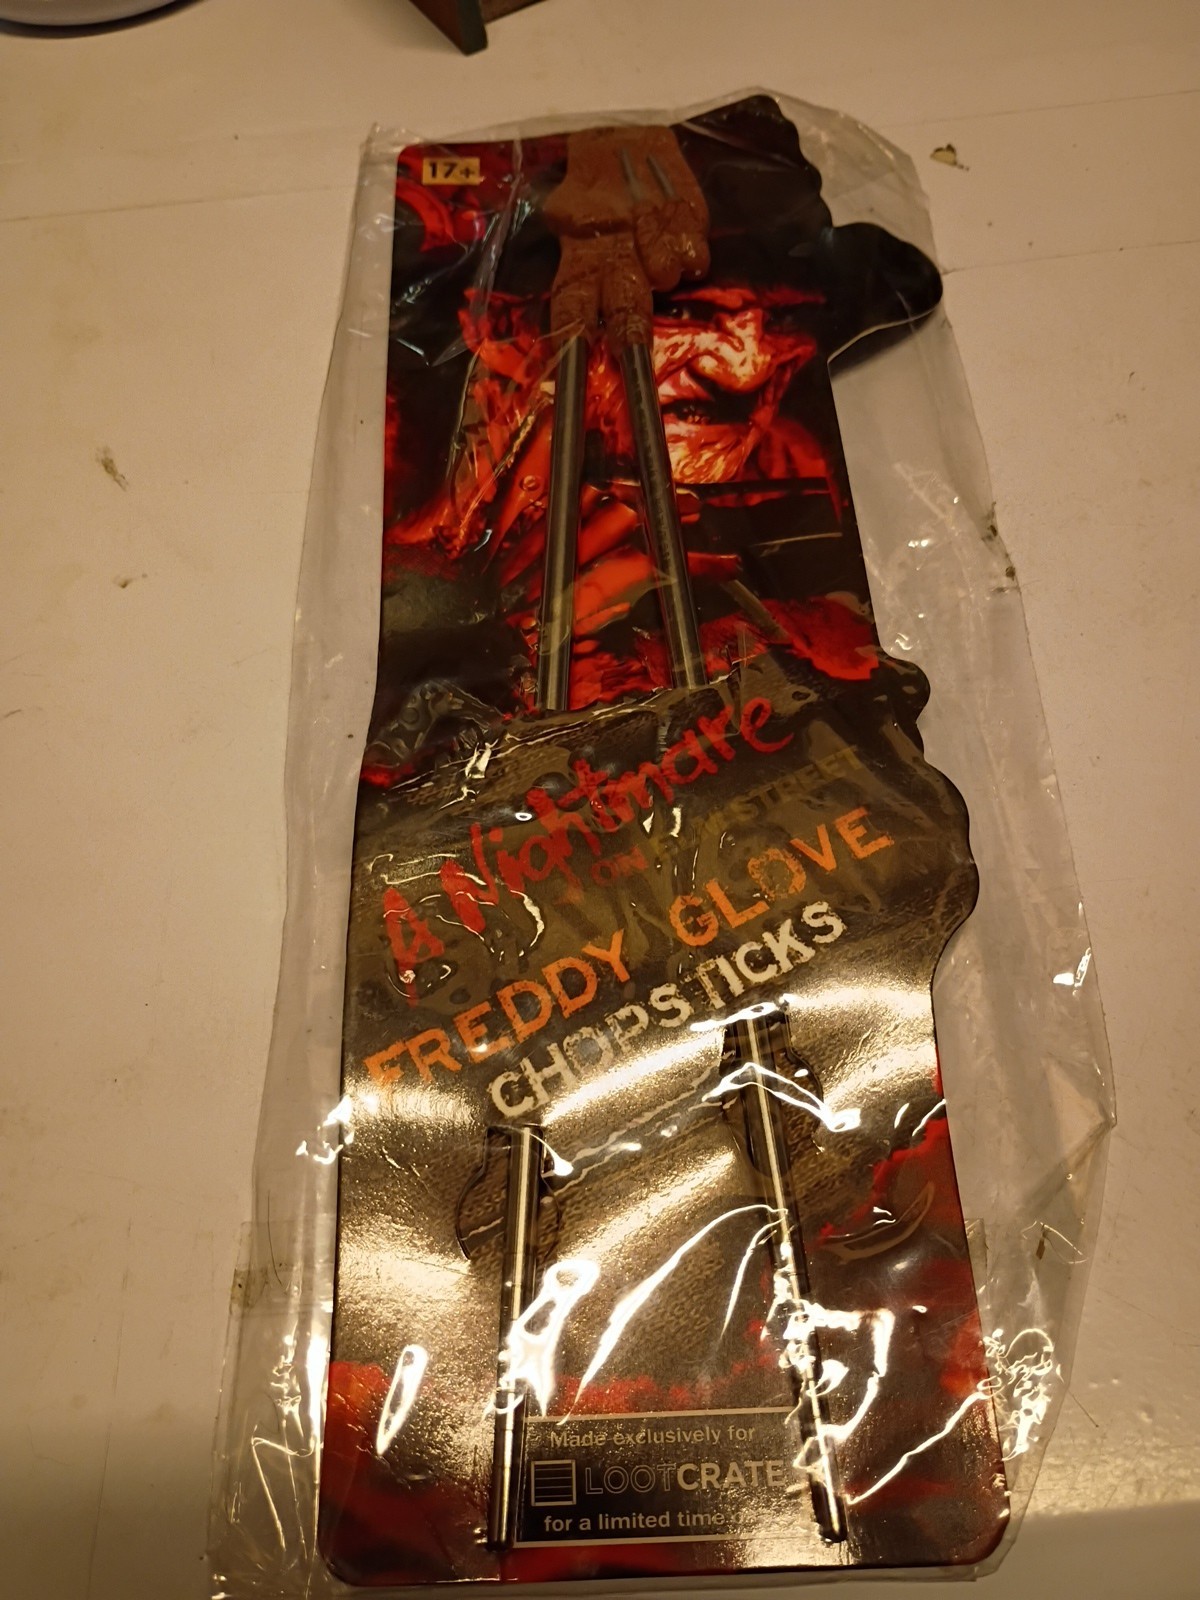 17+
A Nightmare
ON ELM STREET
FREDDY GLOVE
CHOPSTICKS
Made exclusively for
LOOTCRATE
for a limited time